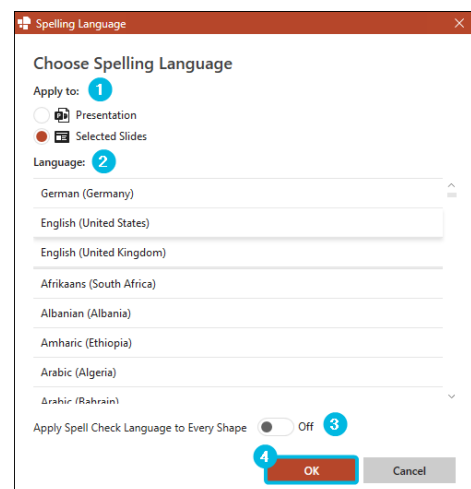 Spelling Language
Choose Spelling Language
Apply to: 1
Presentation
Selected Slides
Language: 2
German (Germany)
English (United States)
English (United Kingdom)
Afrikaans (South Africa)
Albanian (Albania)
Amharic (Ethiopia)
Arabic (Algeria)
Arabic (Bahrain)
Apply Spell Check Language to Every Shape Off 3
4
OK Cancel